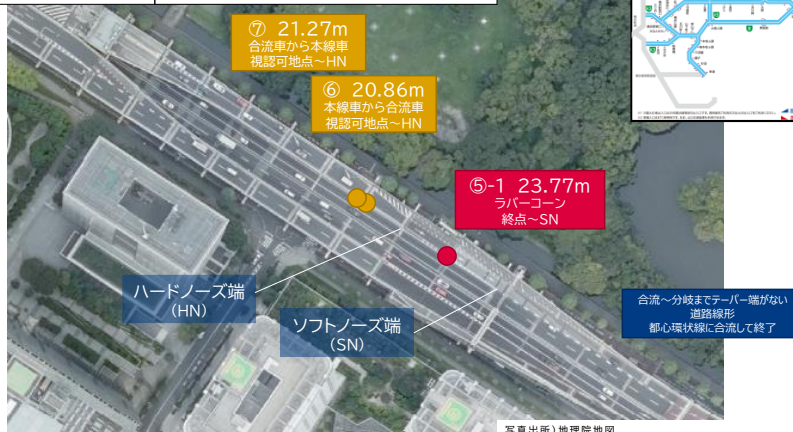 ⑦ 21.27m
合流車から本線車
視認可地点～HN
⑥ 20.86m
本線車から合流車
視認可地点～HN
⑤-1 23.77m
ラバーコーン
終点～SN
ハードノーズ端
(HN)
ソフトノーズ端
(SN)
合流～分岐までテーパー端がない
道路線形
都心環状線に合流して終了
写真出所)地理院地図